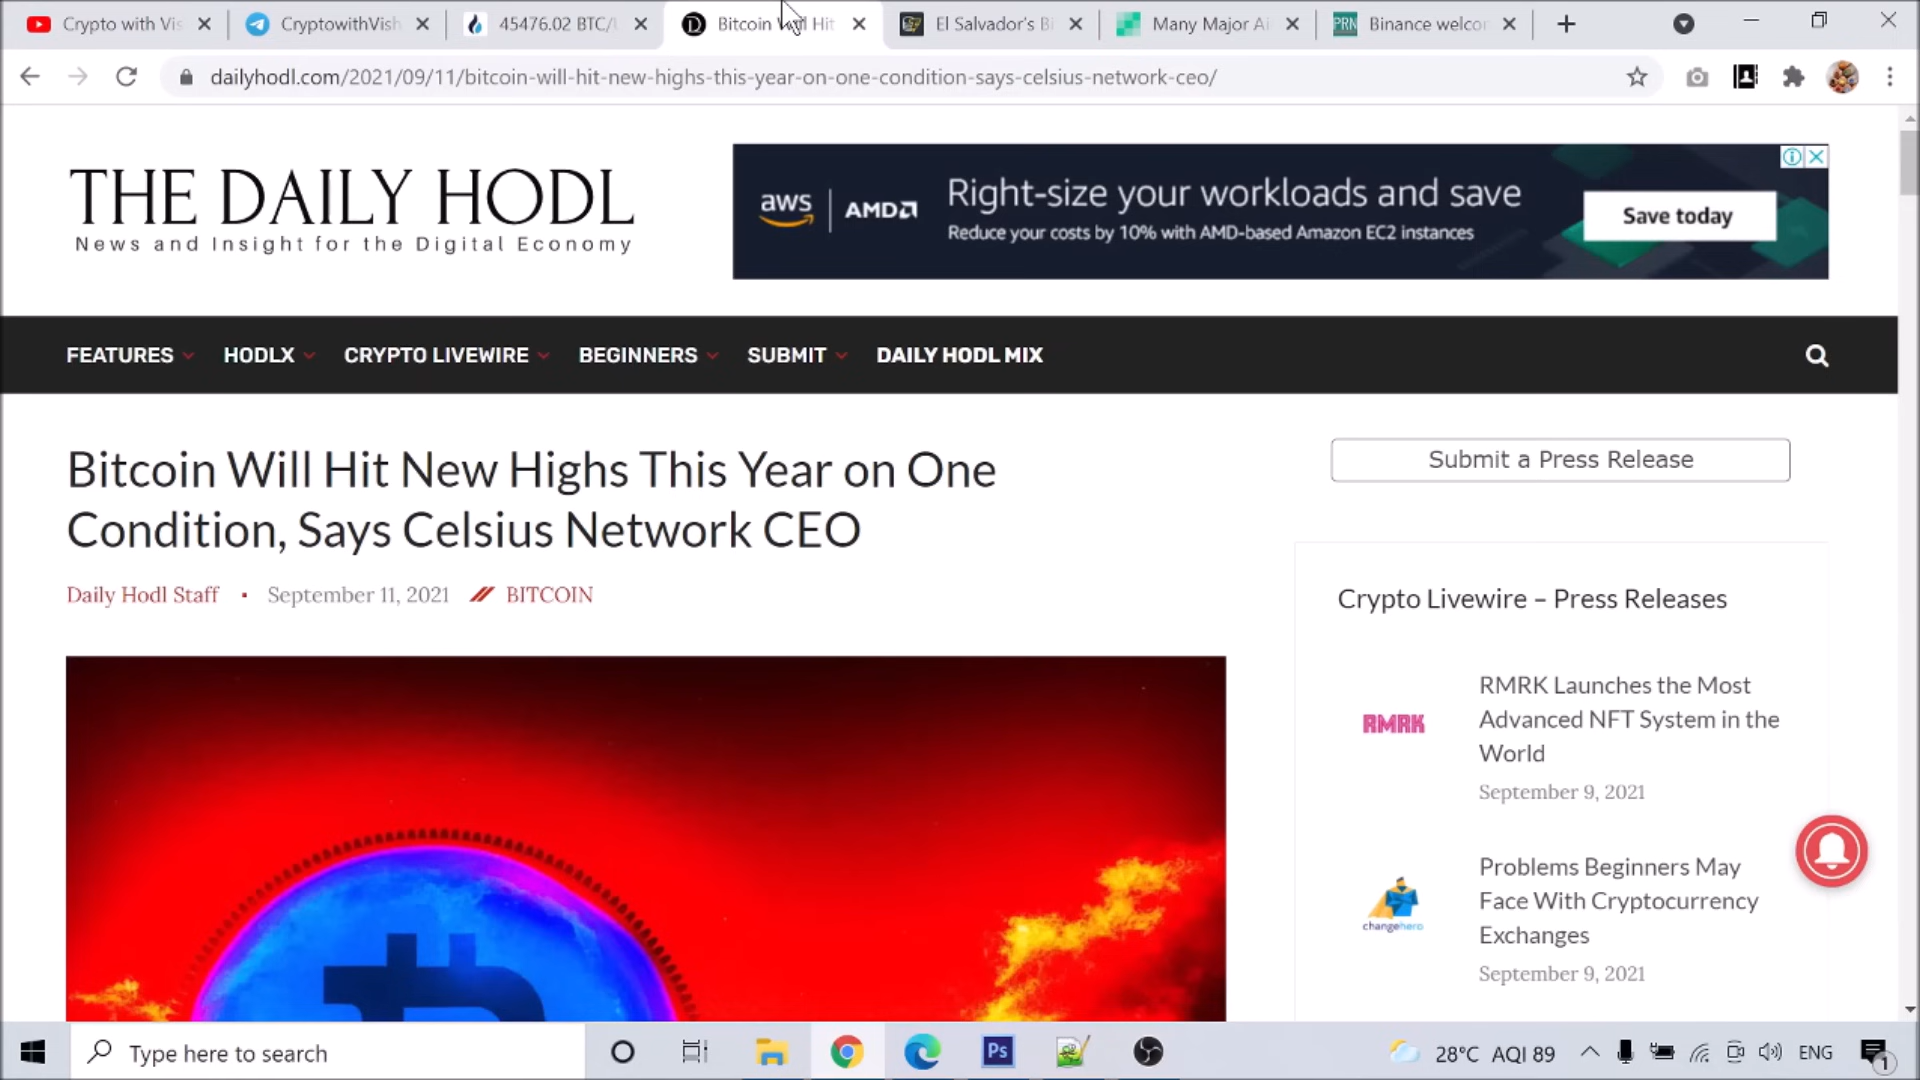 Crypto with Vis
CryptowithVish
45476.02 BTC/
Bitcoin Will Hit
El Salvador's Bi
Many Major Ai
PRN
Binance welcor
dailyhodl.com/2021/09/11/bitcoin-will-hit-new-highs-this-year-on-one-condition-says-celsius-network-ceo/
THE DAILY HODL
News and Insight for the Digital Economy
aws
AMD
Right-size your workloads and save
Reduce your costs by 10% with AMD-based Amazon EC2 instances
Save today
FEATURES
HODLX
CRYPTO LIVEWIRE
BEGINNERS
SUBMIT
DAILY HODL MIX
Bitcoin Will Hit New Highs This Year on One
Condition, Says Celsius Network CEO
Daily Hodl Staff • September 11, 2021 BITCOIN
Submit a Press Release
Crypto Livewire – Press Releases
RMRK
RMRK Launches the Most
Advanced NFT System in the
World
September 9, 2021
changehero
Problems Beginners May
Face With Cryptocurrency
Exchanges
September 9, 2021
Type here to search
Ps
28°C AQI 89
ENG
1